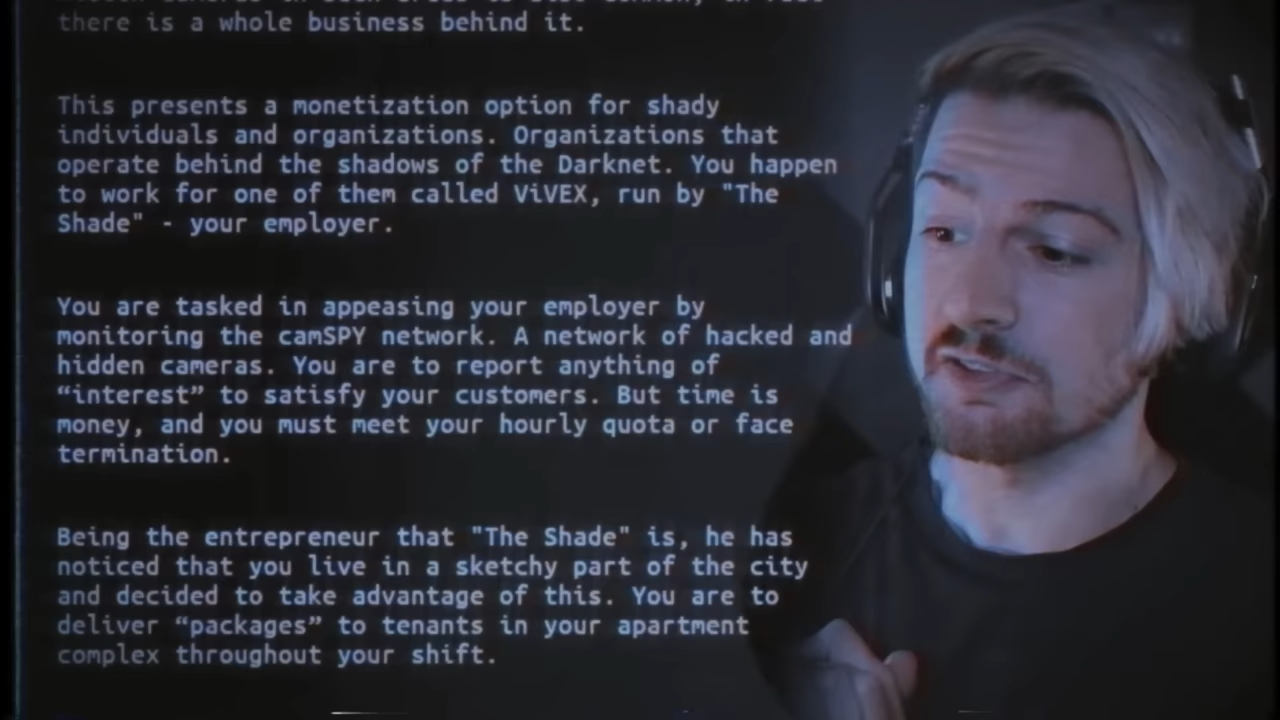 there is a whole business behind it.
This presents a monetization option for shady
individuals and organizations. Organizations that
operate behind the shadows of the Darknet. You happen
to work for one of them called ViVEX, run by "The
Shade" - your employer.
You are tasked in appeasing your employer by
monitoring the camSPY network. A network of hacked and
hidden cameras. You are to report anything of
“interest” to satisfy your customers. But time is
money, and you must meet your hourly quota or face
termination.
Being the entrepreneur that "The Shade" is, he has
noticed that you live in a sketchy part of the city
and decided to take advantage of this. You are to
deliver “packages” to tenants in your apartment
complex throughout your shift.